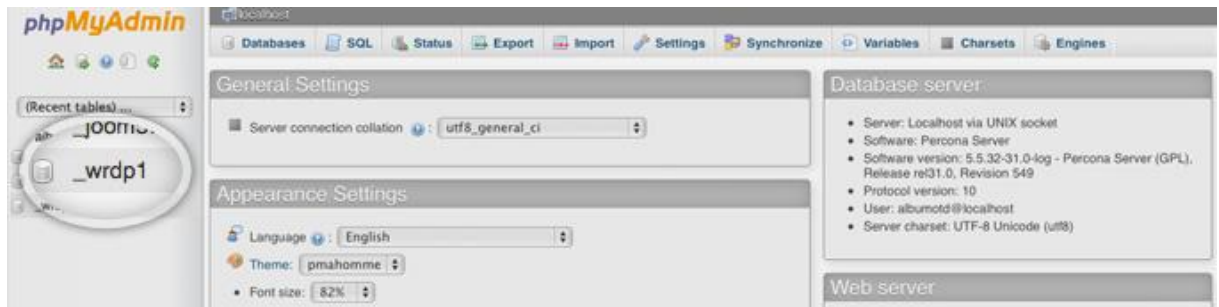 phpMyAdmin
localhost
Databases SQL Status Export Import Settings Synchronize Variables Charsets Engines
(Recent tables) ...
_wrdp1
General Settings
Server connection collation : utf8_general_ci
Appearance Settings
Language : English
Theme: pmahomme
Font size: 82%
Database server
Server: Localhost via UNIX socket
Software: Percona Server
Software version: 5.5.32-31.0-log - Percona Server (GPL),
Release rel31.0, Revision 549
Protocol version: 10
User: albumotd@localhost
Server charset: UTF-8 Unicode (utf8)
Web server